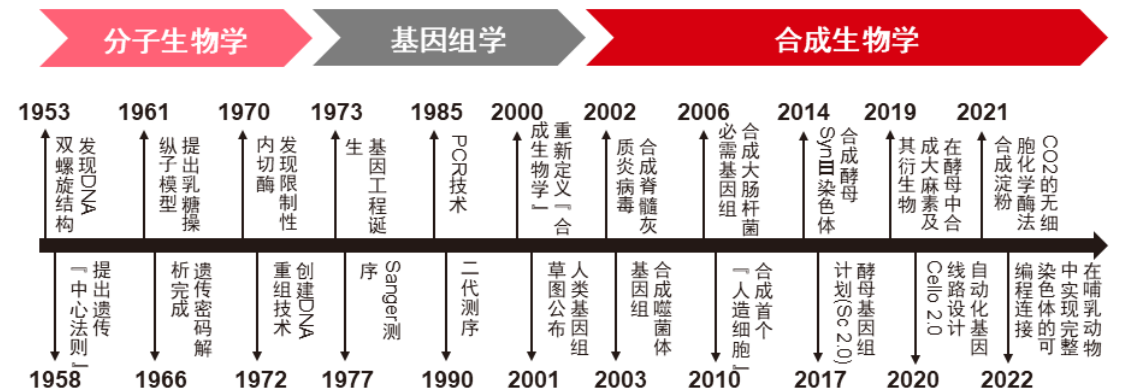 分子生物学
基因组学
合成生物学
1953
1961
1970
1973
1985
2000
2002
2006
2014
2019
2021
发现DNA
双螺旋结构
提出乳糖操
纵子模型
发现限制性
内切酶
基因工程诞
生
PCR技术
重新定义『合
成生物学』
合成脊髓灰
质炎病毒
合成大肠杆菌
必需基因组
合成酵母
SynⅢ染色体
在酵母中合
成大麻素及
其衍生物
CO2的无细
胞化学酶法
合成淀粉
提出遗传
『中心法则』
遗传密码解
析完成
创建DNA
重组技术
Sanger测
序
二代测序
人类基因组
草图公布
合成噬菌体
基因组
合成首个
『人造细胞』
酵母基因组
计划(Sc 2.0)
自动化基因
线路设计
Cello 2.0
在哺乳动物
中实现完整
染色体的可
编程连接
1958
1966
1972
1977
1990
2001
2003
2010
2017
2020
2022